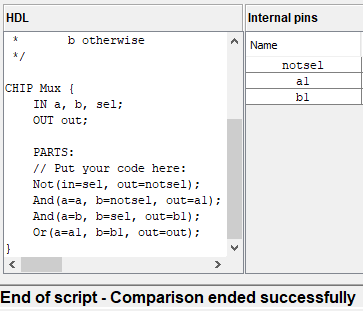 HDL
 *       b otherwise
 */

CHIP Mux {
    IN a, b, sel;
    OUT out;

    PARTS:
    // Put your code here:
    Not(in=sel, out=notsel);
    And(a=a, b=notsel, out=a1);
    And(a=b, b=sel, out=b1);
    Or(a=a1, b=b1, out=out);
}
Internal pins
Name
notsel
a1
b1
End of script - Comparison ended successfully